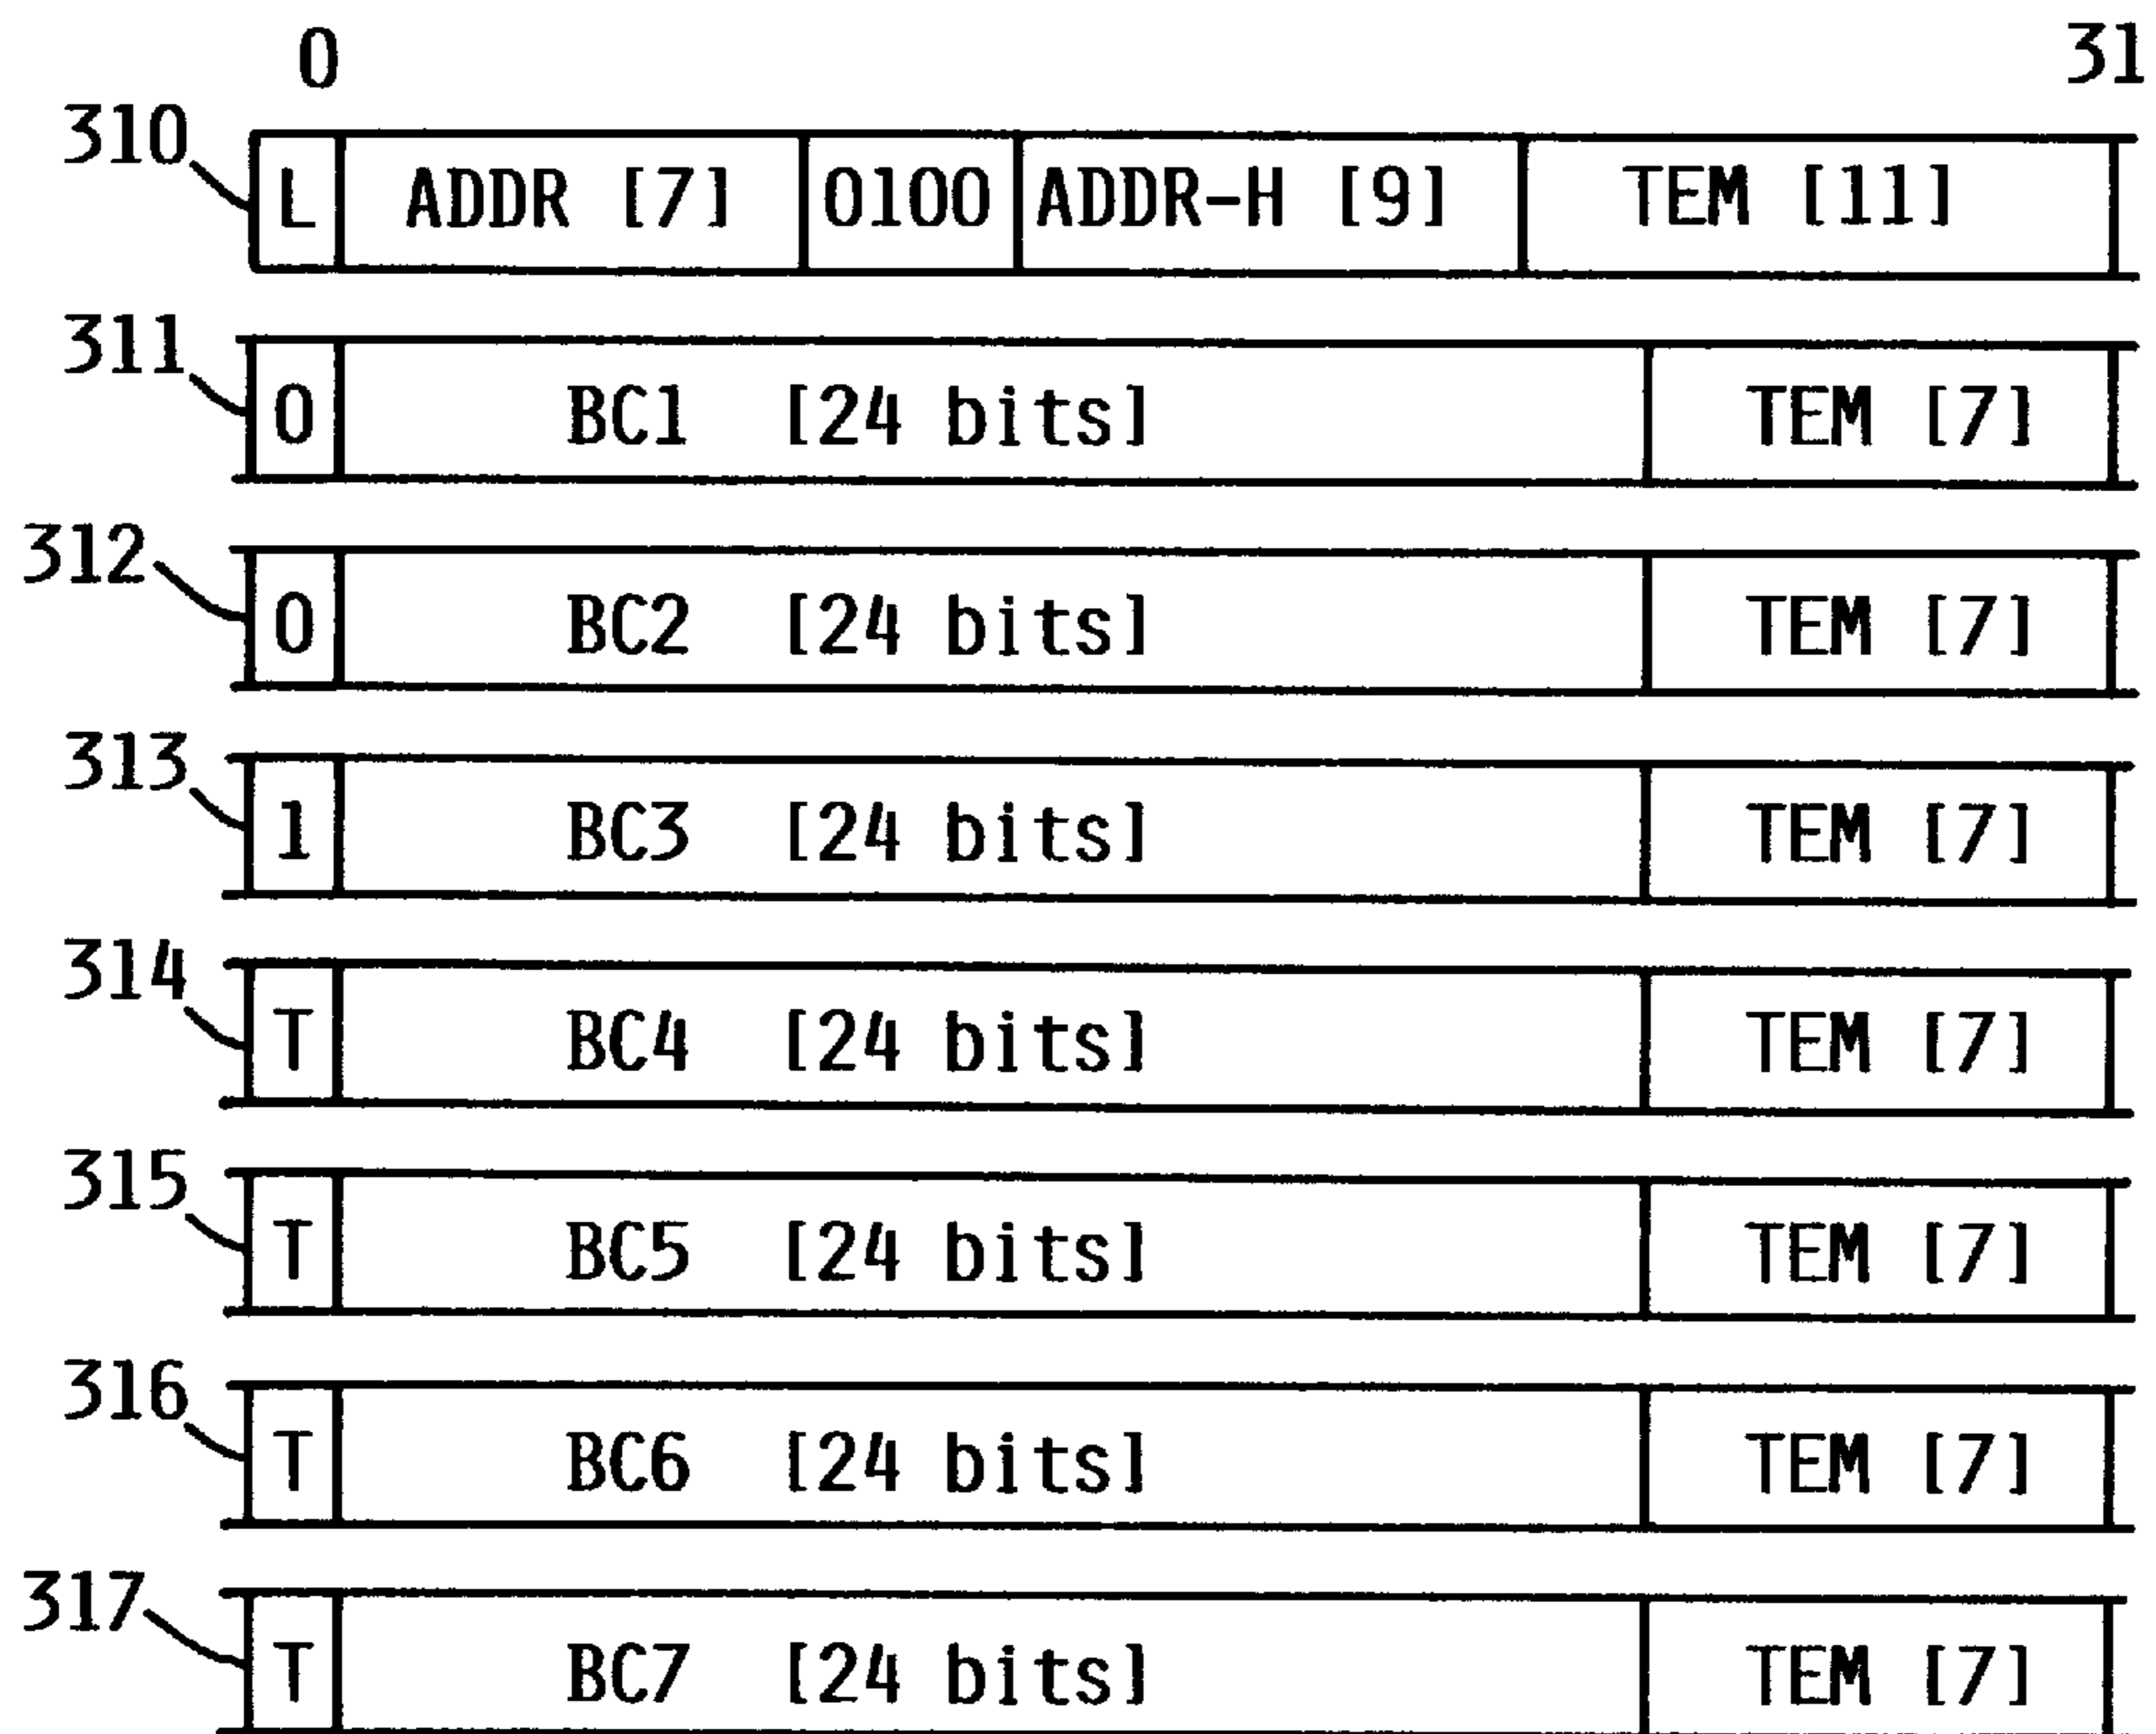 0 31
310 L ADDR [7] 0100 ADDR-H [9] TEM [11]
311 0 BC1 [24 bits] TEM [7]
312 0 BC2 [24 bits] TEM [7]
313 1 BC3 [24 bits] TEM [7]
314 T BC4 [24 bits] TEM [7]
315 T BC5 [24 bits] TEM [7]
316 T BC6 [24 bits] TEM [7]
317 T BC7 [24 bits] TEM [7]